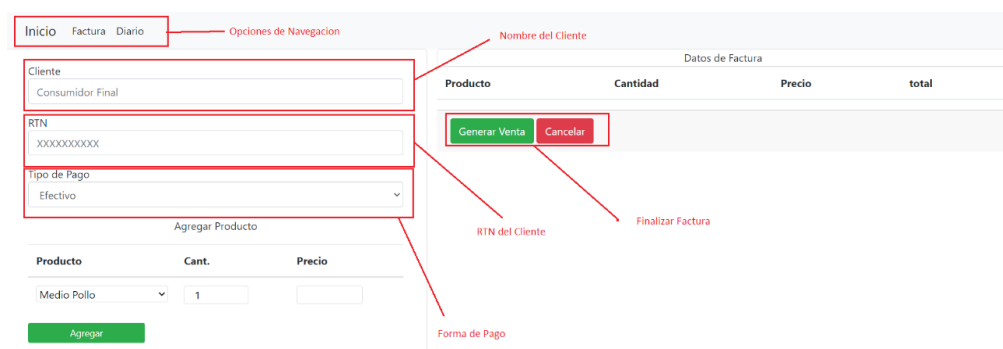 Inicio Factura Diario Opciones de Navegacion
Nombre del Cliente
Cliente
Consumidor Final
RTN
XXXXXXXXXX
Tipo de Pago
Efectivo
Agregar Producto
Producto Cant. Precio
Medio Pollo 1
Agregar
Datos de Factura
Producto Cantidad Precio total
Generar Venta Cancelar
RTN del Cliente
Finalizar Factura
Forma de Pago